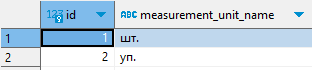 123 id ABC measurement_unit_name
1 1 шт.
2 2 уп.